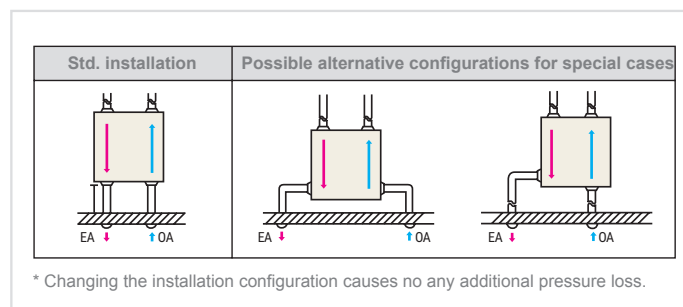 Std. installation
Possible alternative configurations for special cases
EA OA
EA OA
EA OA
* Changing the installation configuration causes no any additional pressure loss.